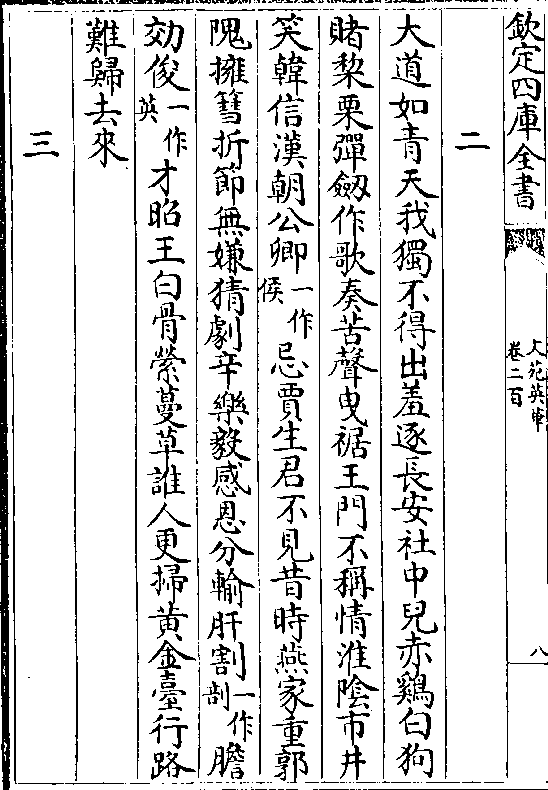 欽定四庫全書
文苑英華
卷二百
八
二
大道如青天我獨不得出羞逐長安社中兒赤鷄白狗
賭棃栗彈劔作歌奏苦聲曳裾王門不稱情淮陰市井
笑韓信漢朝公卿一作侯忌賈生君不見昔時燕家重郭
隗擁篲折節無嫌猜劇辛樂毅感恩分輸肝割一作剖膽
効俊一作英才昭王白骨縈蔓草誰人更掃黄金臺行路
難歸去來
三